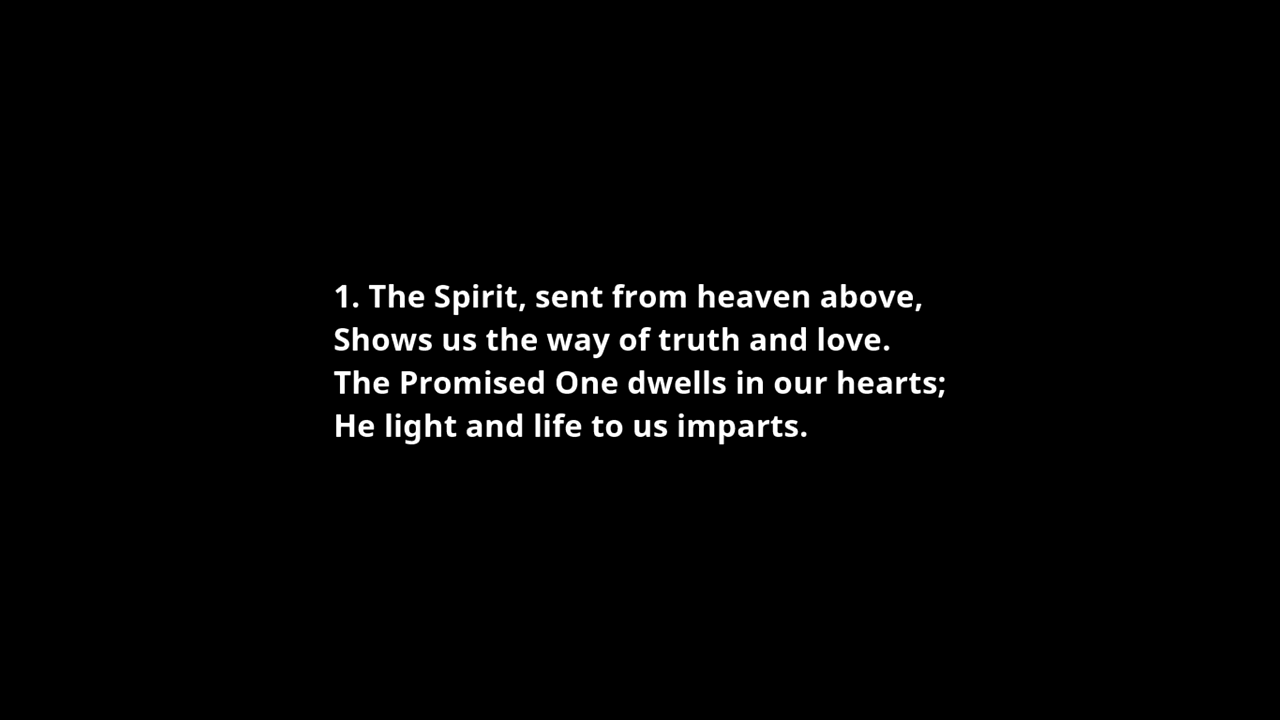 1. The Spirit, sent from heaven above,
Shows us the way of truth and love.
The Promised One dwells in our hearts;
He light and life to us imparts.